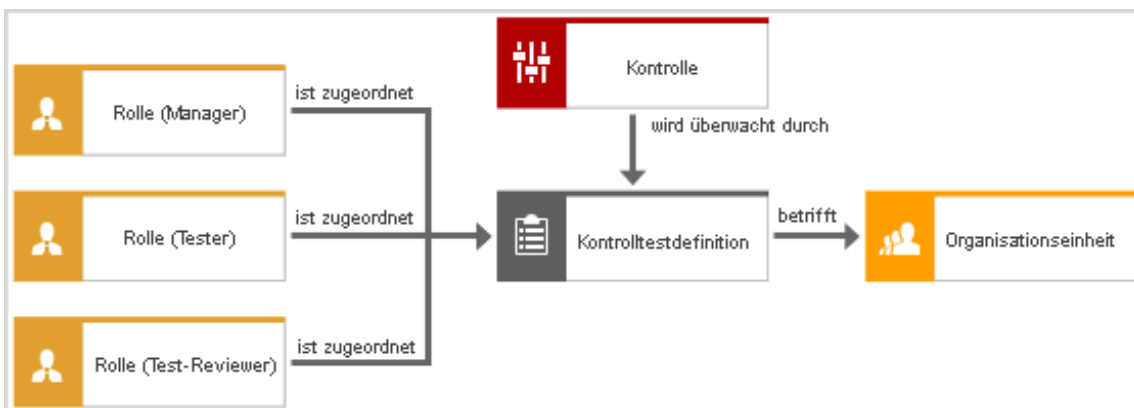 Kontrolle
Rolle (Manager)
ist zugeordnet
wird überwacht durch
Rolle (Tester)
ist zugeordnet
Kontrolltestdefinition
betrifft
Organisationseinheit
Rolle (Test-Reviewer)
ist zugeordnet